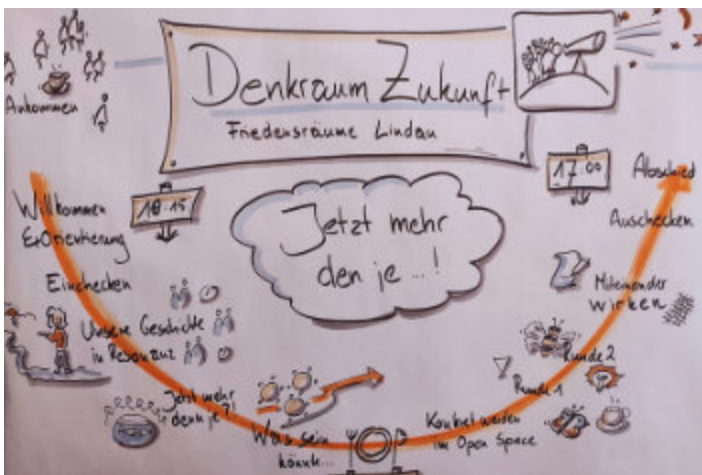 Denkraum Zukunft
Friedensräume Lindau
Ankommen
Willkommen
& Orientierung
10:15
Einchecken
Unsere Geschichte
in Resonanz
Jetzt mehr
denn je?!
Jetzt mehr
den je ...!
Was sein
könnte...
Konkret werden
im Open Space
Runde 1
Runde 2
Miteinander
wirken
Auschecken
17:00
Abschied